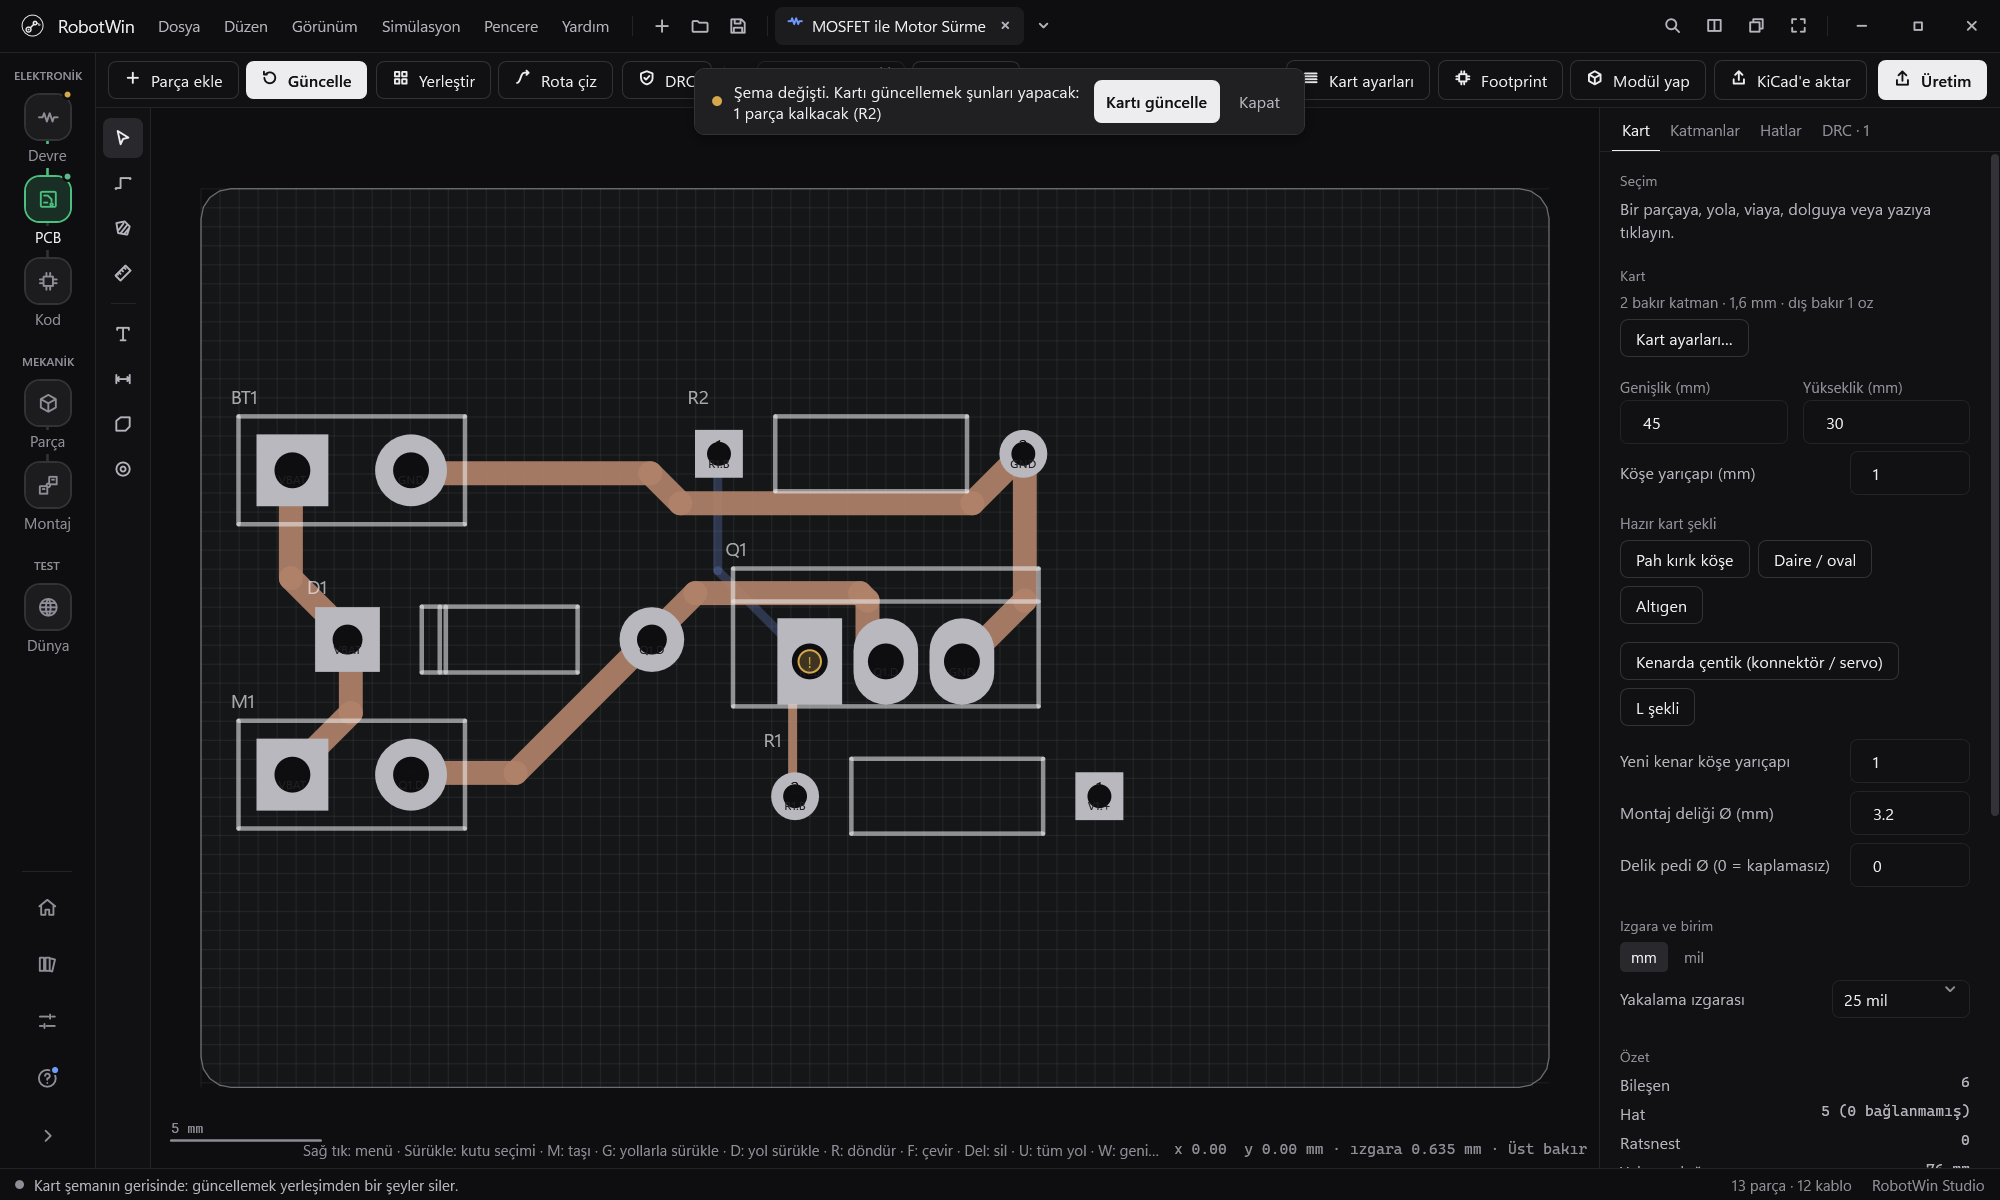 RobotWin Dosya Düzen Görünüm Simülasyon Pencere Yardım
MOSFET ile Motor Sürme
ELEKTRONİK
Devre
PCB
Kod
MEKANİK
Parça
Montaj
TEST
Dünya
Parça ekle
Güncelle
Yerleştir
Rota çiz
DRC
Şema değişti. Kartı güncellemek şunları yapacak:
1 parça kalkacak (R2)
Kartı güncelle
Kapat
Kart ayarları
Footprint
Modül yap
KiCad'e aktar
Üretim
BT1
R2
GND
Q1
D1
M1
R1
5 mm
Sağ tık: menü · Sürükle: kutu seçimi · M: taşı · G: yollarla sürükle · D: yol sürükle · R: döndür · F: çevir · Del: sil · U: tüm yol · W: geni...
x 0.00 y 0.00 mm · ızgara 0.635 mm · Üst bakır
Kart Katmanlar Hatlar DRC · 1
Seçim
Bir parçaya, yola, viaya, dolguya veya yazıya
tıklayın.
Kart
2 bakır katman · 1,6 mm · dış bakır 1 oz
Kart ayarları...
Genişlik (mm) Yükseklik (mm)
45 30
Köşe yarıçapı (mm) 1
Hazır kart şekli
Pah kırık köşe Daire / oval
Altıgen
Kenarda çentik (konnektör / servo)
L şekli
Yeni kenar köşe yarıçapı 1
Montaj deliği Ø (mm) 3.2
Delik pedi Ø (0 = kaplamasız) 0
Izgara ve birim
mm mil
Yakalama ızgarası 25 mil
Özet
Bileşen 6
Hat 5 (0 bağlanmamış)
Ratsnest 0
Kart şemanın gerisinde: güncellemek yerleşimden bir şeyler siler.
13 parça · 12 kablo RobotWin Studio